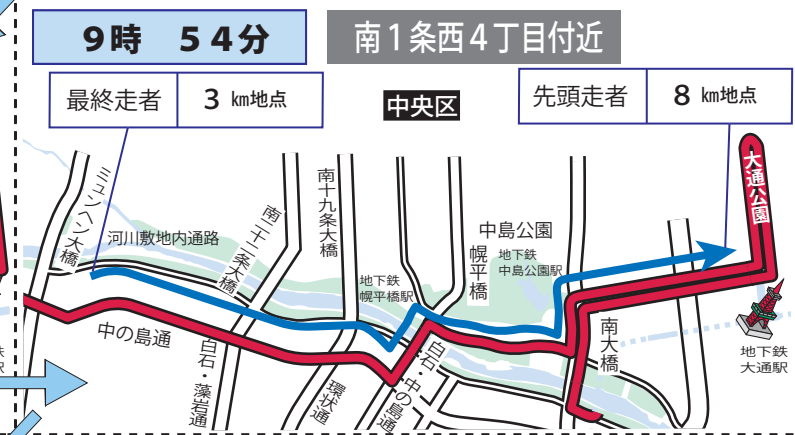 9時 54分
南1条西4丁目付近
最終走者
3 km地点
中央区
先頭走者
8 km地点
大通公園
ミュンヘン大橋
河川敷地内通路
南二十二条大橋
南十九条大橋
地下鉄
幌平橋駅
中島公園
幌平橋
地下鉄
中島公園駅
中の島通
白石・藻岩通
環状通
白石・中の島通
南大橋
地下鉄
大通駅